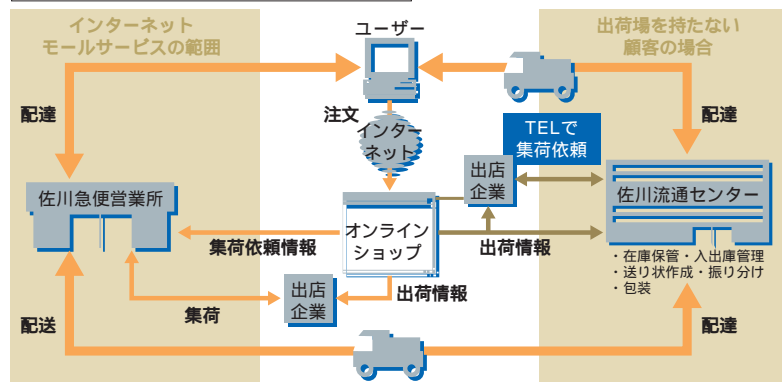 インターネット
モールサービスの範囲
ユーザー
出荷場を持たない
顧客の場合
配達
注文
インター
ネット
TELで
集荷依頼
配達
佐川急便営業所
出店
企業
佐川流通センター
オンライン
ショップ
集荷依頼情報
出荷情報
・在庫保管・入出庫管理
・送り状作成・振り分け
・包装
出店
企業
集荷
出荷情報
配送
配達